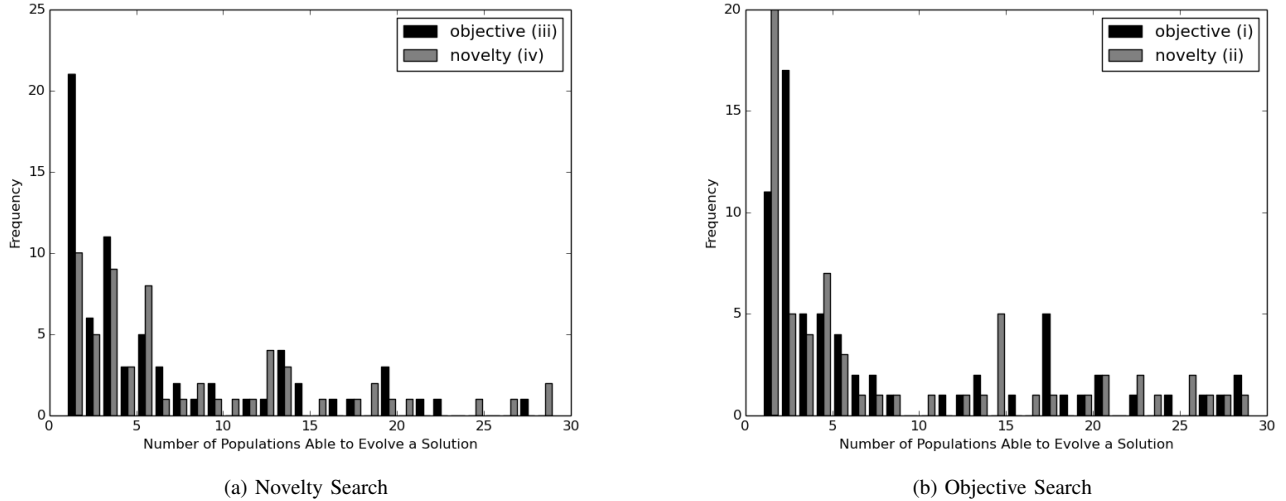 25
20
15
10
5
0
Frequency
objective (iii)
novelty (iv)
0 5 10 15 20 25 30
Number of Populations Able to Evolve a Solution
(a) Novelty Search
20
15
10
5
0
Frequency
objective (i)
novelty (ii)
0 5 10 15 20 25 30
Number of Populations Able to Evolve a Solution
(b) Objective Search